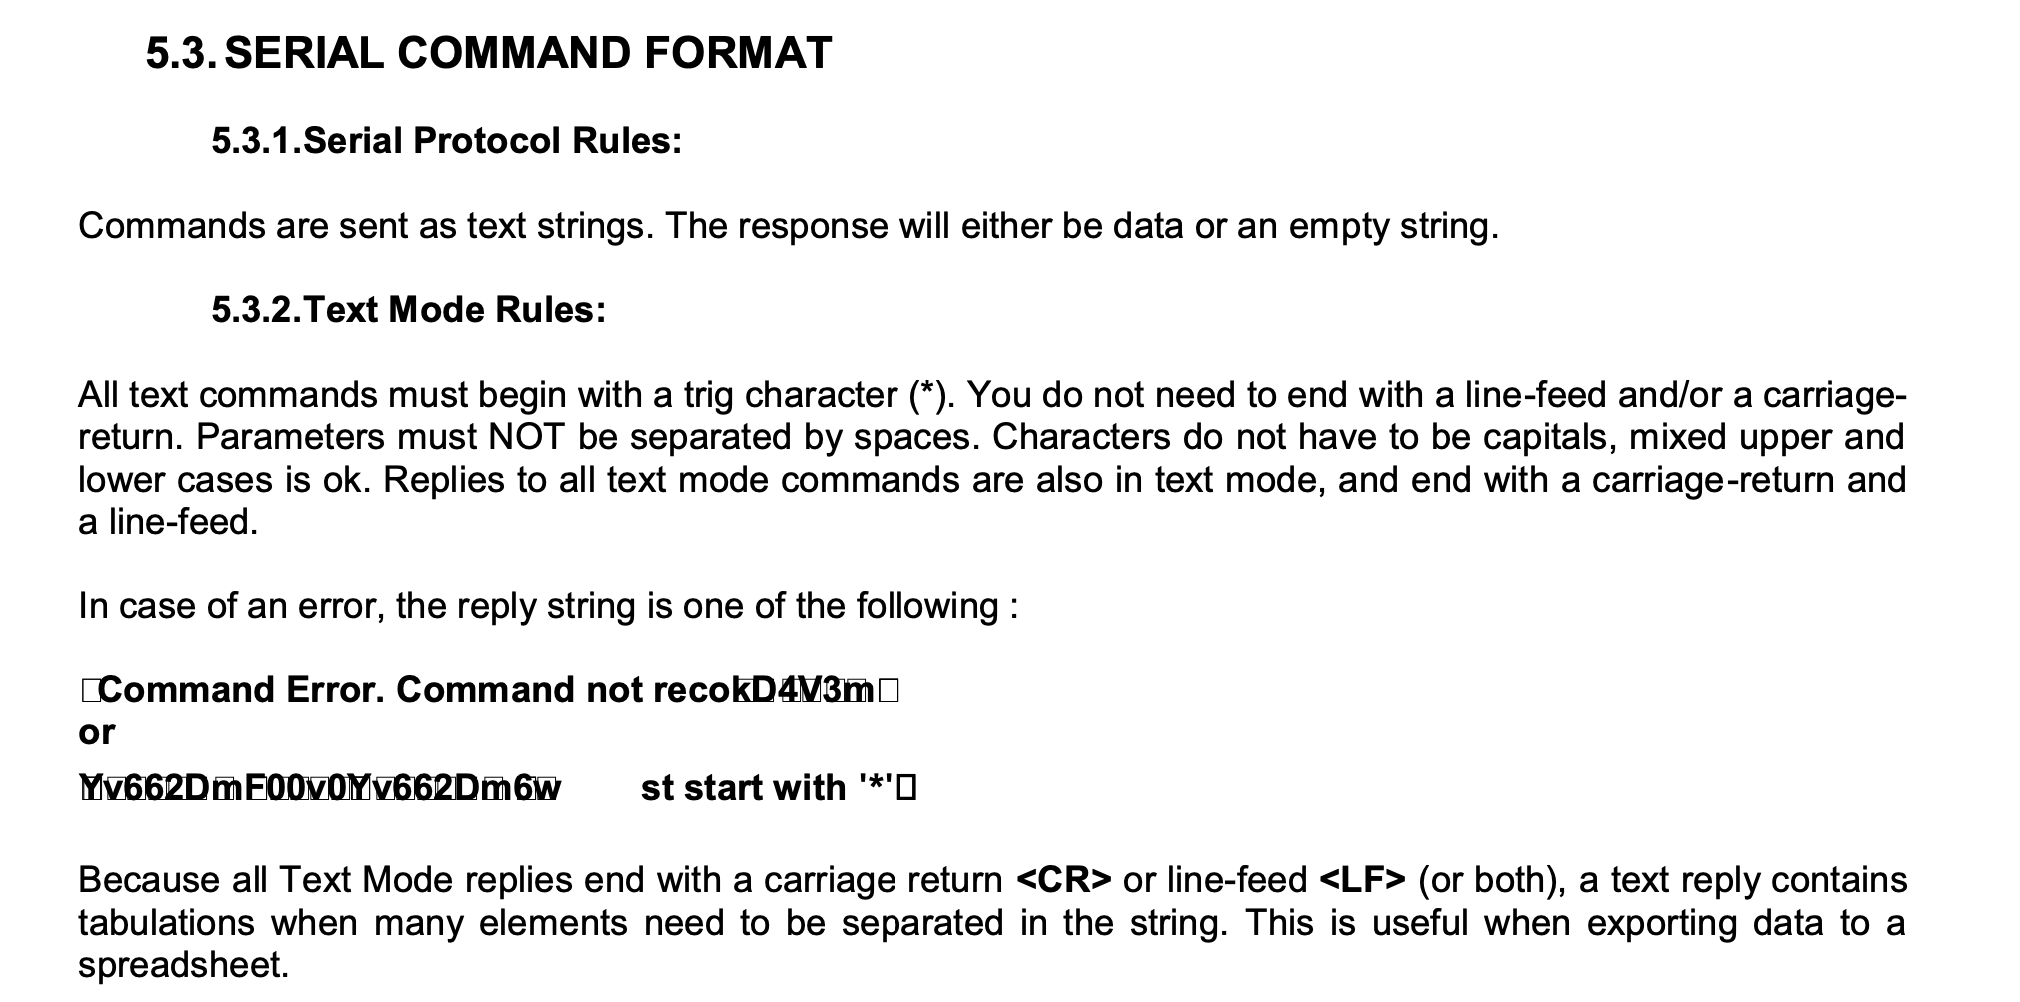 5.3. SERIAL COMMAND FORMAT
5.3.1.Serial Protocol Rules:
Commands are sent as text strings. The response will either be data or an empty string.
5.3.2.Text Mode Rules:
All text commands must begin with a trig character (*). You do not need to end with a line-feed and/or a carriage-
return. Parameters must NOT be separated by spaces. Characters do not have to be capitals, mixed upper and
lower cases is ok. Replies to all text mode commands are also in text mode, and end with a carriage-return and
a line-feed.
In case of an error, the reply string is one of the following :
Command Error. Command not
or
st start with '*'
Because all Text Mode replies end with a carriage return <CR> or line-feed <LF> (or both), a text reply contains
tabulations when many elements need to be separated in the string. This is useful when exporting data to a
spreadsheet.